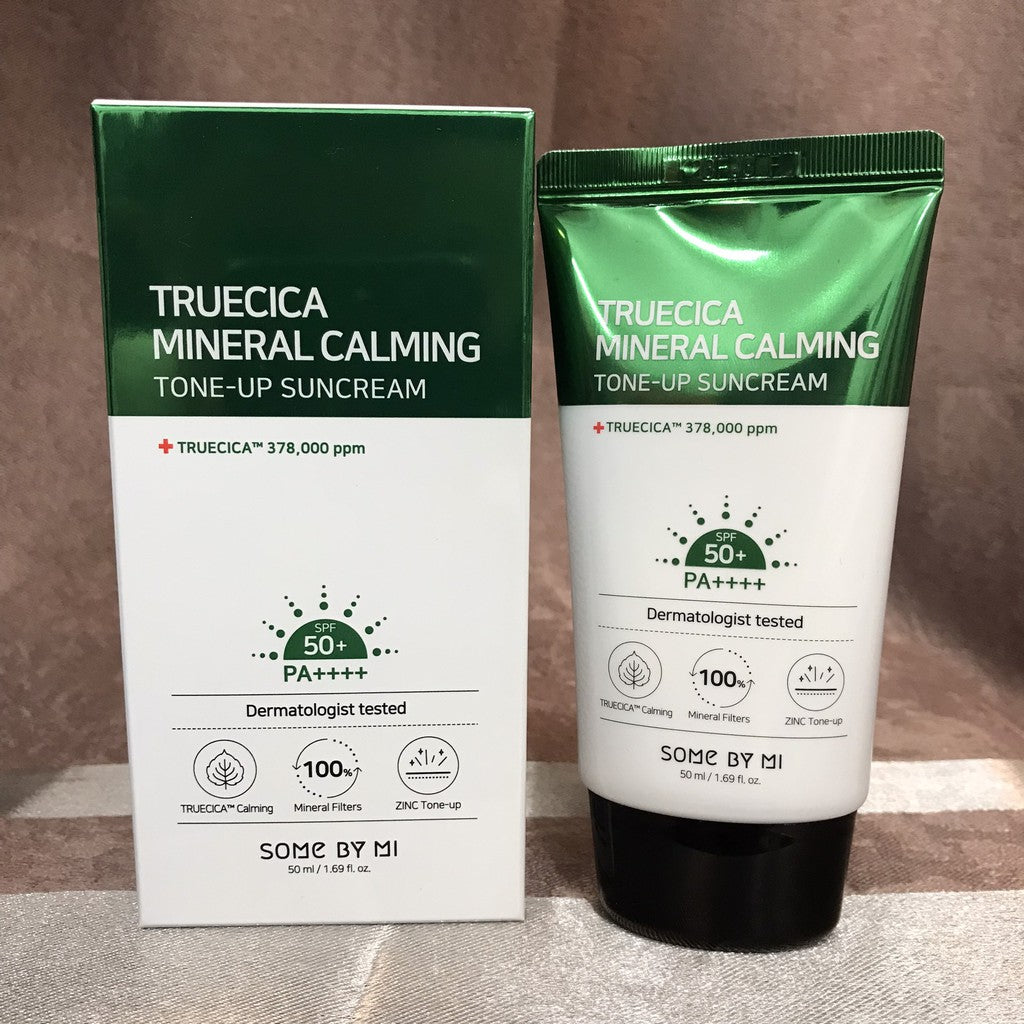 TRUECICA
MINERAL CALMING
TONE-UP SUNCREAM
✚ TRUECICA™ 378,000 ppm
SPF
50+
PA++++
Dermatologist tested
100%
TRUECICA™ Calming
Mineral Filters
ZINC Tone-up
SOME BY MI
50 ml / 1.69 fl. oz.
TRUECICA
MINERAL CALMING
TONE-UP SUNCREAM
✚TRUECICA™ 378,000 ppm
SPF
50+
PA++++
Dermatologist tested
100%
TRUECICA™ Calming
Mineral Filters
ZINC Tone-up
SOME BY MI
50 ml / 1.69 fl. oz.